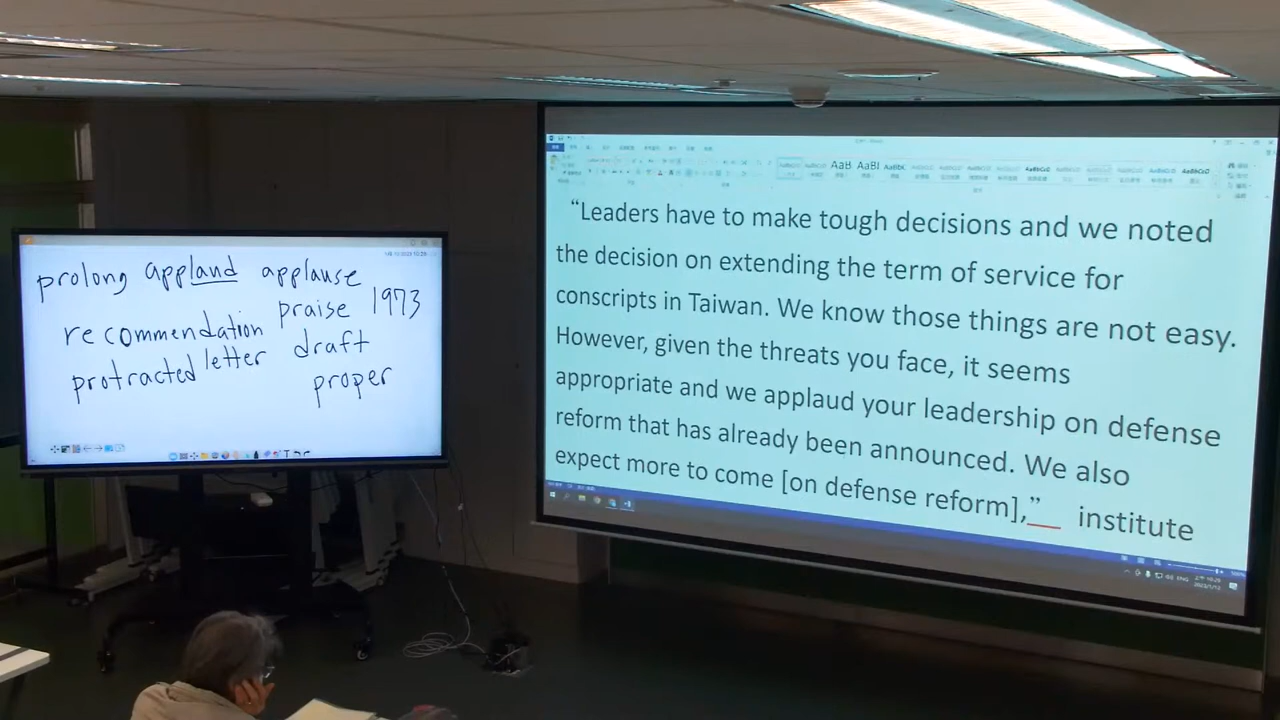 prolong appland applause
praise 1973
recommendation
letter draft
protracted
proper
“Leaders have to make tough decisions and we noted
the decision on extending the term of service for
conscripts in Taiwan. We know those things are not easy.
However, given the threats you face, it seems
appropriate and we applaud your leadership on defense
reform that has already been announced. We also
expect more to come [on defense reform],”__ institute